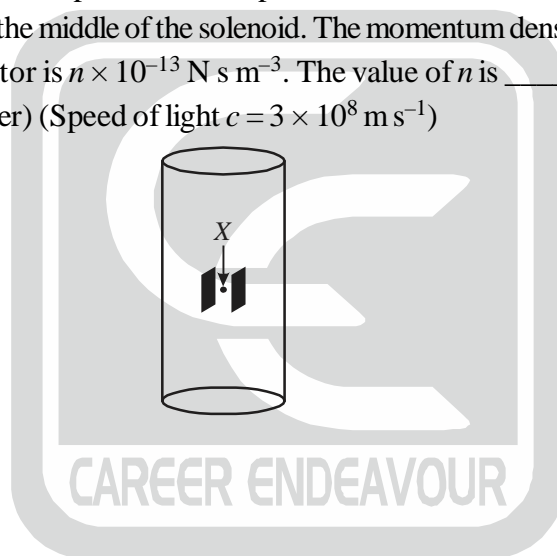 the middle of the solenoid. The momentum dens
tor is n × 10⁻¹³ N s m⁻³. The value of n is ____
er) (Speed of light c = 3 × 10⁸ m s⁻¹)
X
CAREER ENDEAVOUR